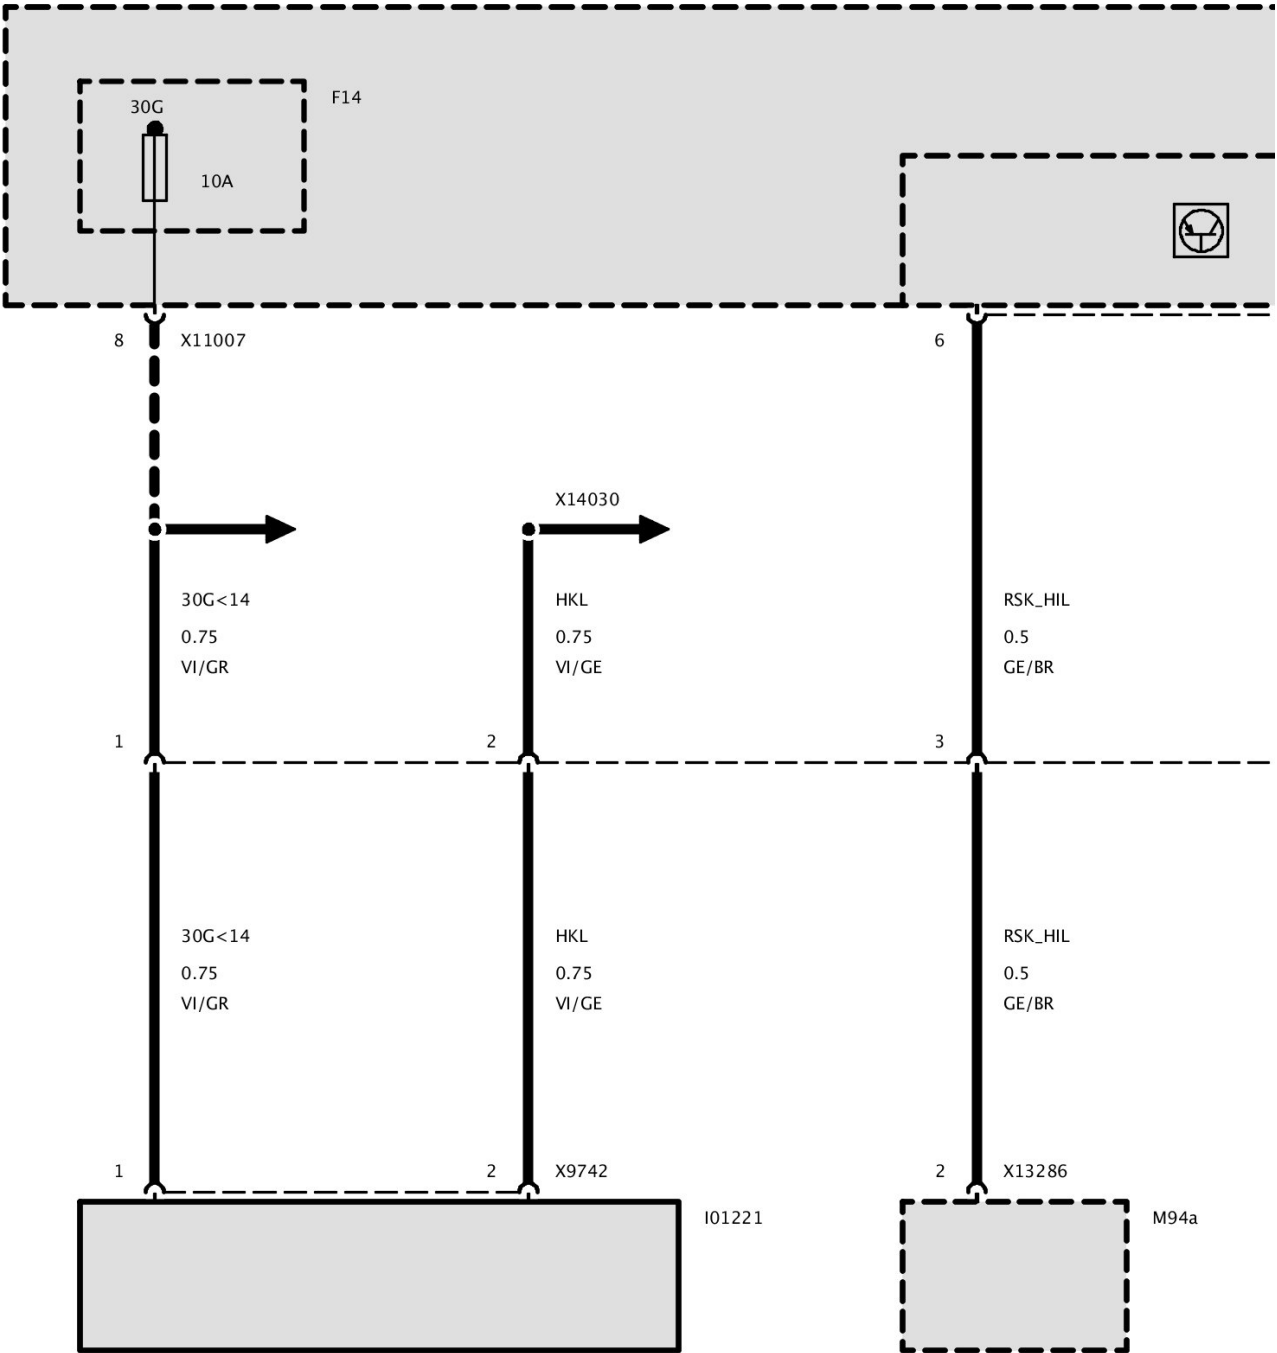 30G
F14
10A
8
X11007
6
X14030
30G<14
0.75
VI/GR
HKL
0.75
VI/GE
RSK_HIL
0.5
GE/BR
1
2
3
30G<14
0.75
VI/GR
HKL
0.75
VI/GE
RSK_HIL
0.5
GE/BR
1
2
X9742
2
X13286
I01221
M94a